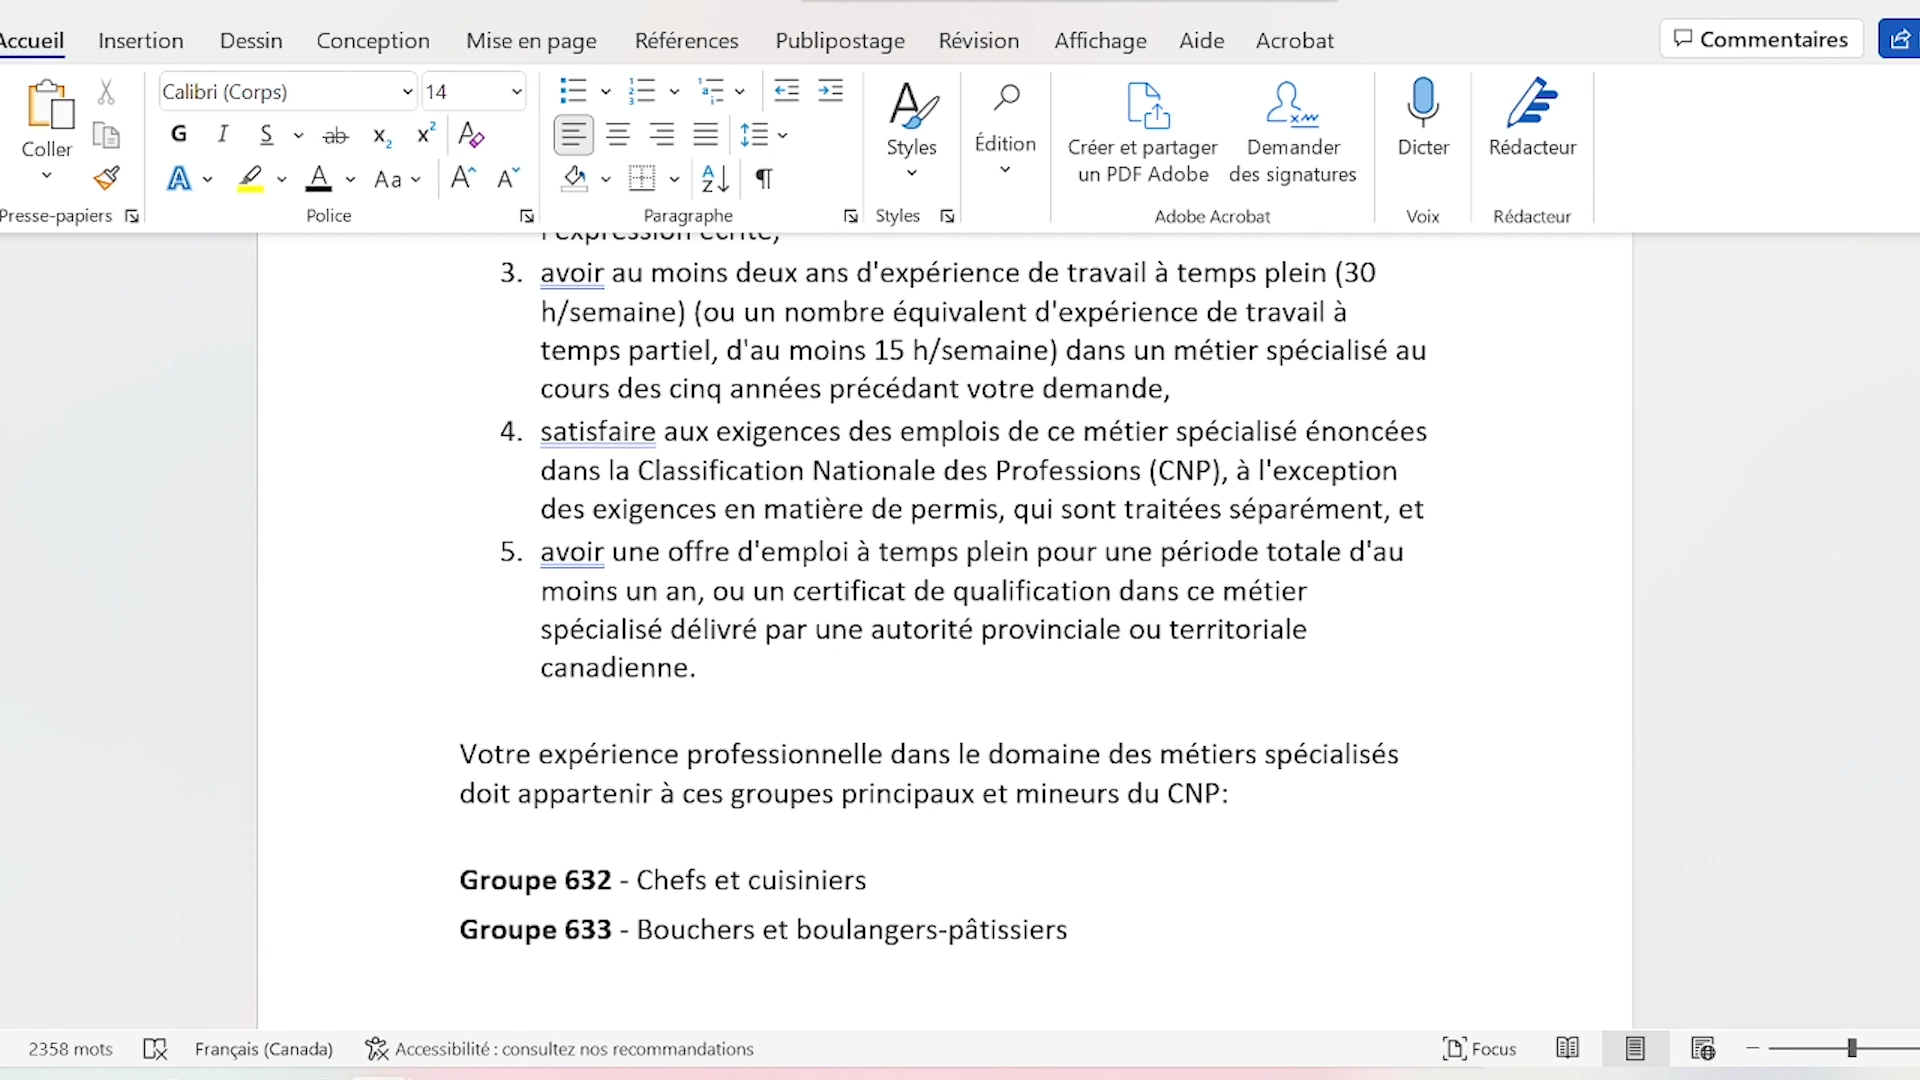 Accueil Insertion Dessin Conception Mise en page Références Publipostage Révision Affichage Aide Acrobat Commentaires
Calibri (Corps) 14
Coller
G I S ab x₂ x²
A A Aa A A
Styles Édition
Créer et partager
un PDF Adobe
Demander
des signatures
Dicter Rédacteur
Presse-papiers Police Paragraphe Styles Adobe Acrobat Voix Rédacteur
l'expression écrite,
3. avoir au moins deux ans d'expérience de travail à temps plein (30
h/semaine) (ou un nombre équivalent d'expérience de travail à
temps partiel, d'au moins 15 h/semaine) dans un métier spécialisé au
cours des cinq années précédant votre demande,
4. satisfaire aux exigences des emplois de ce métier spécialisé énoncées
dans la Classification Nationale des Professions (CNP), à l'exception
des exigences en matière de permis, qui sont traitées séparément, et
5. avoir une offre d'emploi à temps plein pour une période totale d'au
moins un an, ou un certificat de qualification dans ce métier
spécialisé délivré par une autorité provinciale ou territoriale
canadienne.
Votre expérience professionnelle dans le domaine des métiers spécialisés
doit appartenir à ces groupes principaux et mineurs du CNP:
Groupe 632 - Chefs et cuisiniers
Groupe 633 - Bouchers et boulangers-pâtissiers
2358 mots Français (Canada) Accessibilité : consultez nos recommandations Focus